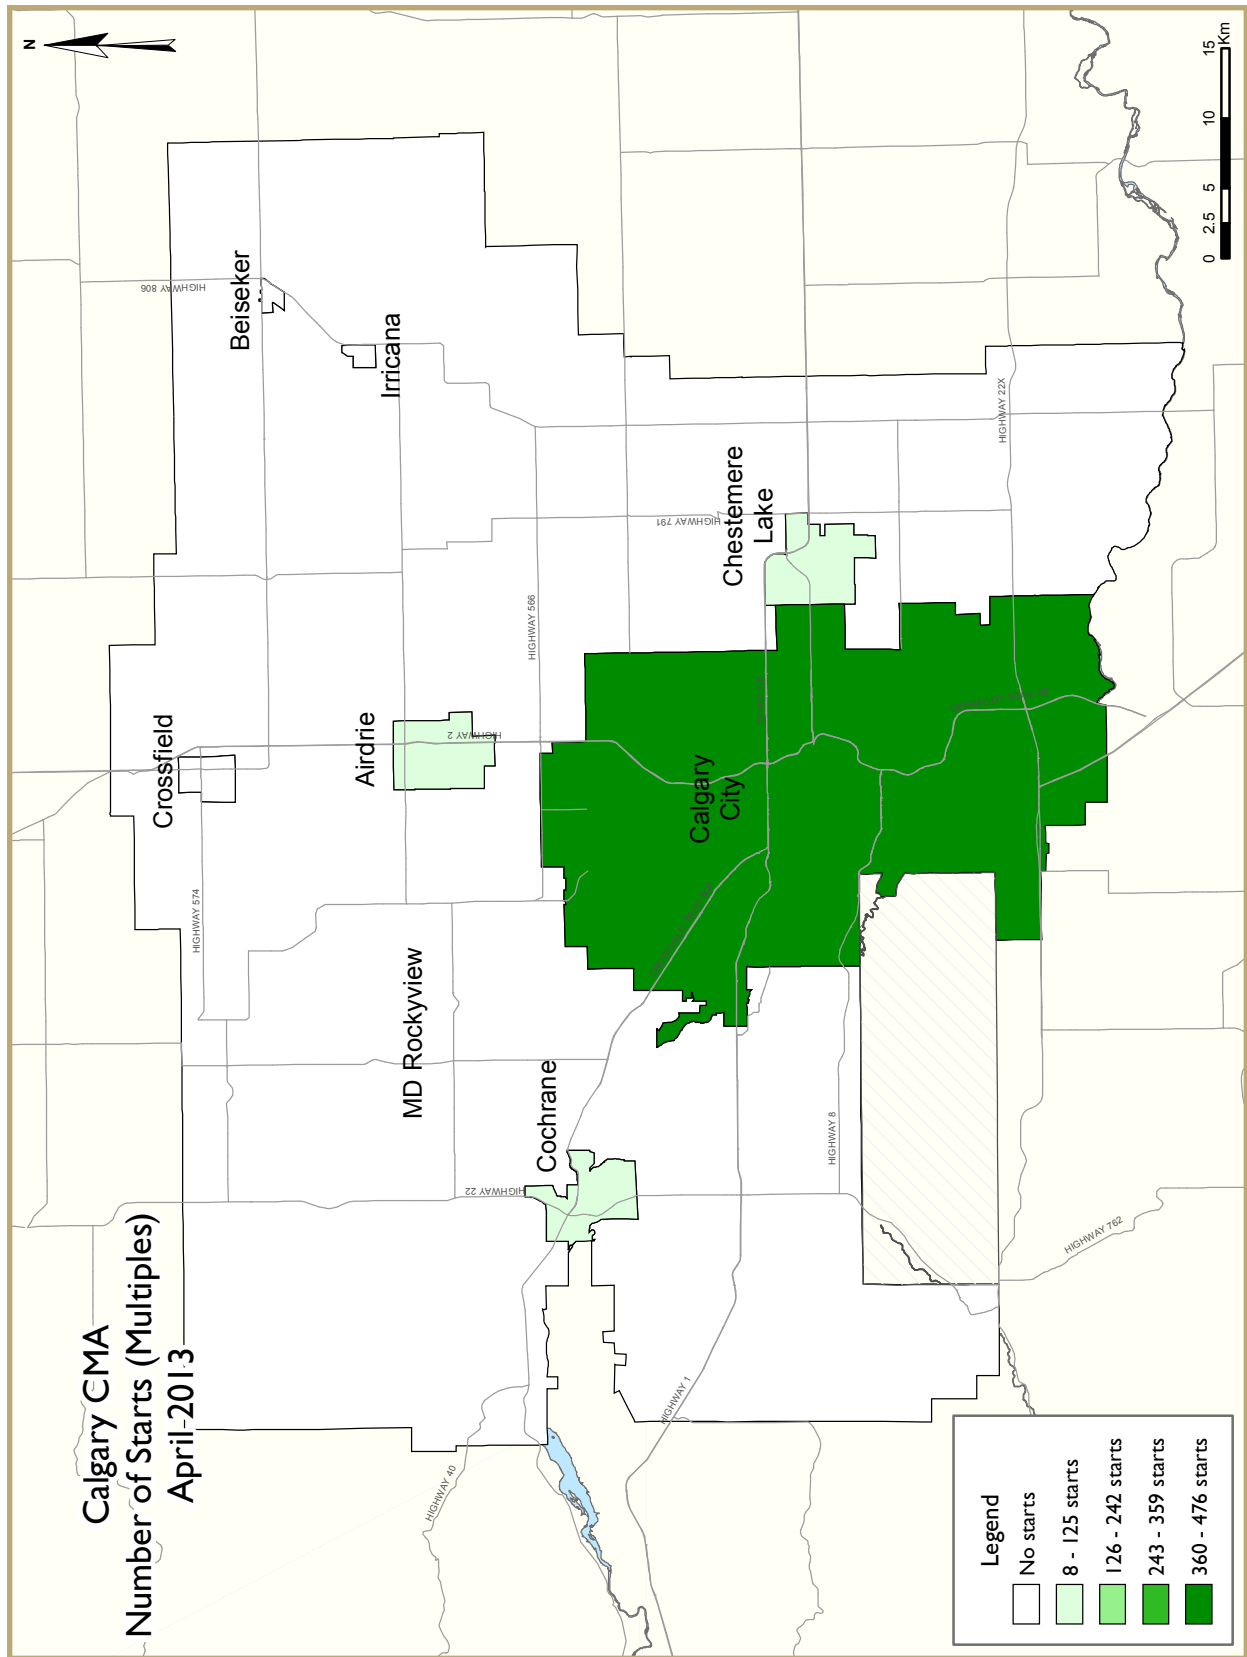 Calgary CMA
Number of Starts (Multiples)
April-2013
N
Crossfield
Beiseker
Irricana
Airdrie
MD Rockyview
Cochrane
Calgary
City
Chestemere
Lake
HIGHWAY 806
HIGHWAY 574
HIGHWAY 2
HIGHWAY 566
HIGHWAY 791
HIGHWAY 22
HIGHWAY 40
HIGHWAY 1
HIGHWAY 8
HIGHWAY 22X
HIGHWAY 762
Legend
No starts
8 - 125 starts
126 - 242 starts
243 - 359 starts
360 - 476 starts
0 2.5 5 10 15
Km